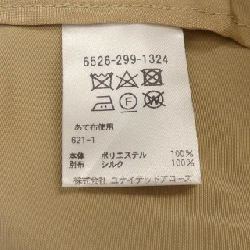 6526-299-1324
F W
あて布使用
621-1
本体 ポリエステル 100%
別布 シルク 100%
株式会社 ユナイテッドアローズ